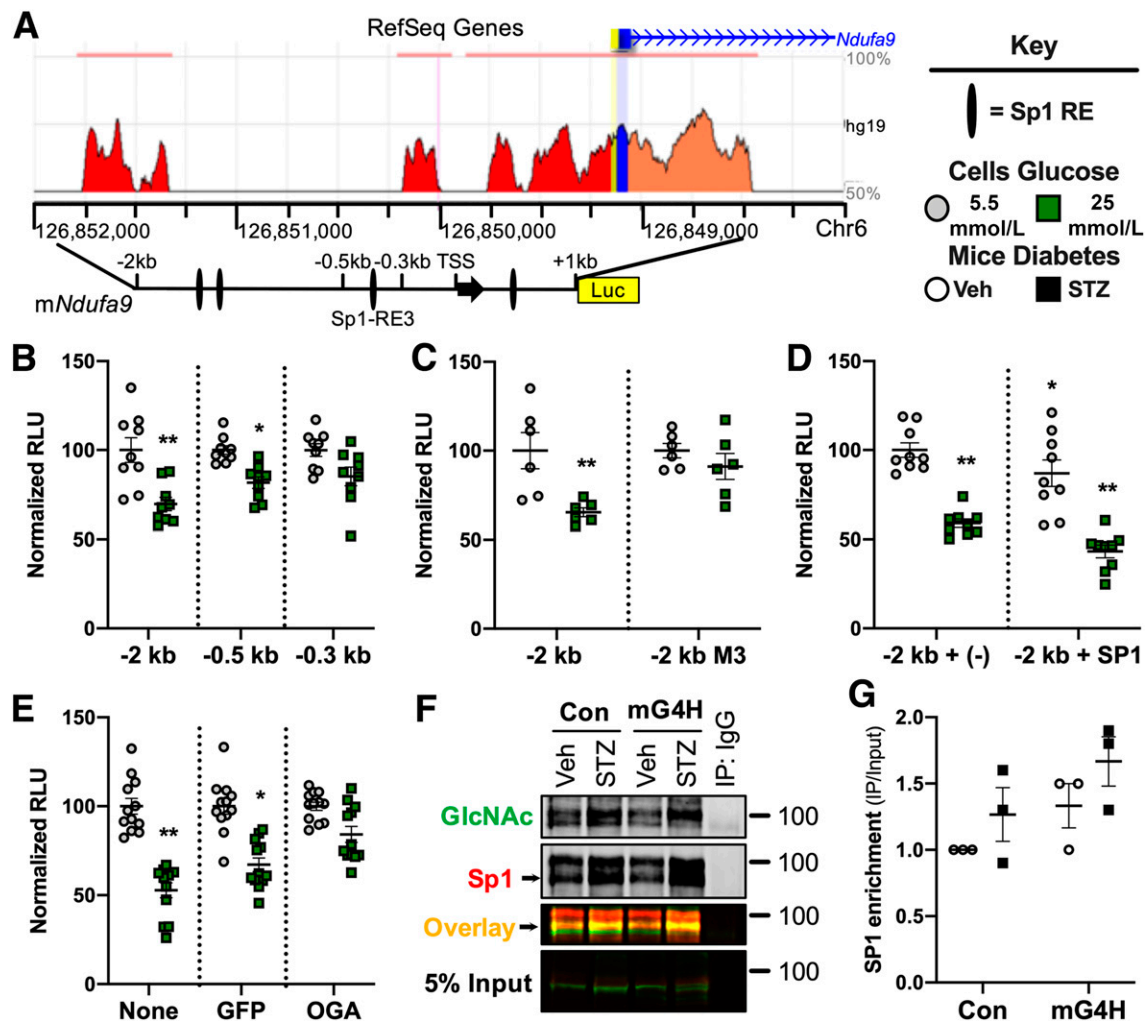 A
RefSeq Genes
Ndufa9
100%
hg19
50%
126,852,000
126,851,000
126,850,000
126,849,000
Chr6
-2kb
-0.5kb
-0.3kb
TSS
+1kb
mNdufa9
Sp1-RE3
Luc
Key
= Sp1 RE
Cells Glucose
5.5 mmol/L
25 mmol/L
Mice Diabetes
Veh
STZ
B
Normalized RLU
150
100
50
0
**
*
-2 kb
-0.5 kb
-0.3 kb
C
Normalized RLU
150
100
50
0
**
-2 kb
-2 kb M3
D
Normalized RLU
150
100
50
0
**
*
**
-2 kb + (-)
-2 kb + SP1
E
Normalized RLU
150
100
50
0
**
*
None
GFP
OGA
F
Con
mG4H
Veh
STZ
Veh
STZ
IP: IgG
GlcNAc
100
Sp1
100
Overlay
100
5% Input
100
G
SP1 enrichment (IP/Input)
2.0
1.5
1.0
0.5
0.0
Con
mG4H